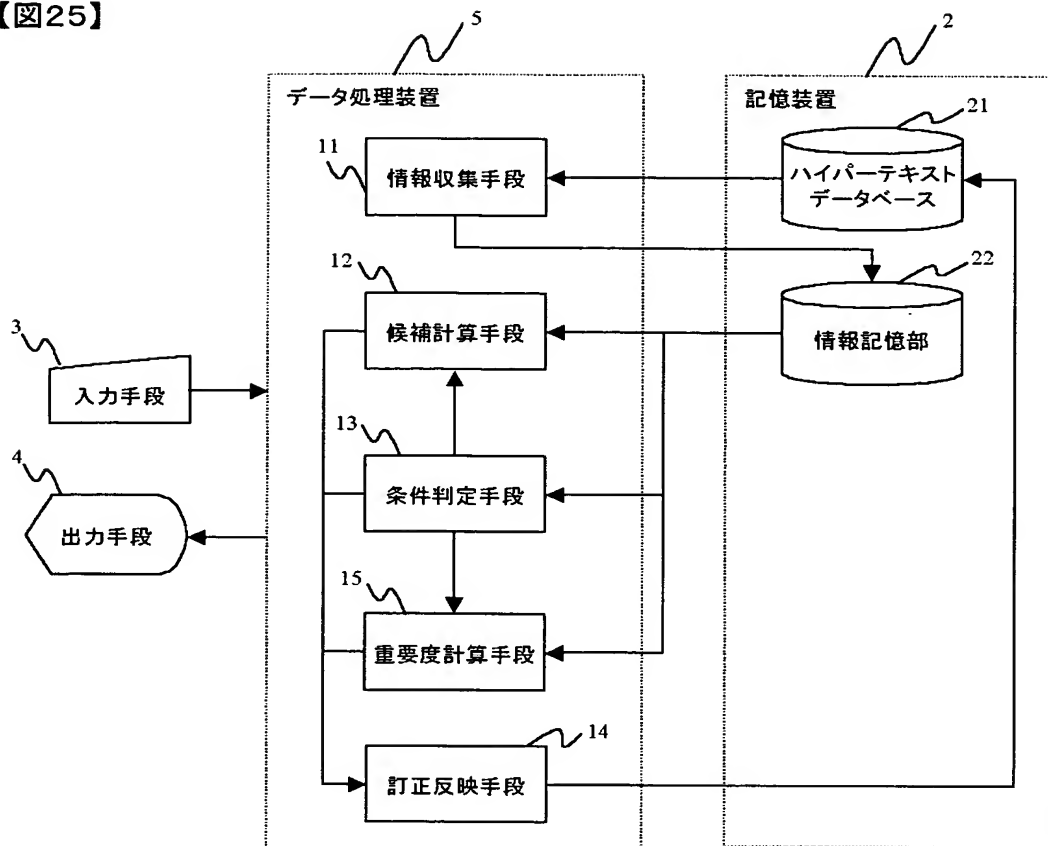 【図25】
5
2
データ処理装置
記憶装置
21
11
情報収集手段
ハイパーテキスト
データベース
12
22
候補計算手段
情報記憶部
3
入力手段
13
条件判定手段
4
出力手段
15
重要度計算手段
14
訂正反映手段